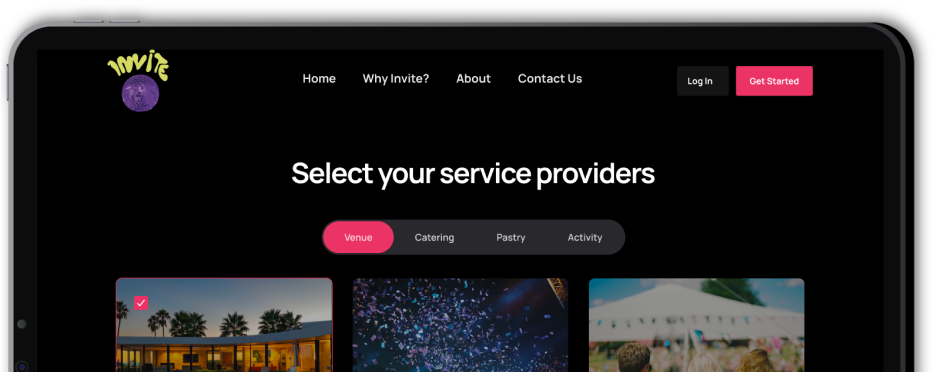 INVITE
Home Why Invite? About Contact Us Log In Get Started
Select your service providers
Venue Catering Pastry Activity